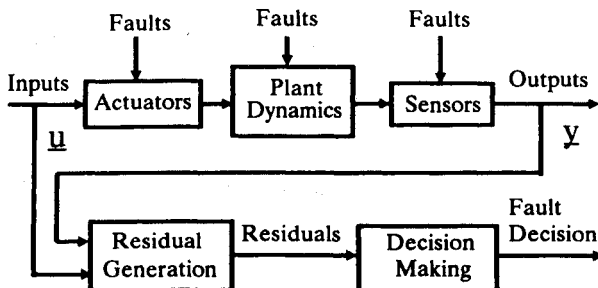 Faults
Faults
Faults
Inputs
Actuators
Plant
Dynamics
Sensors
Outputs
u
y
Residual
Generation
Residuals
Decision
Making
Fault
Decision